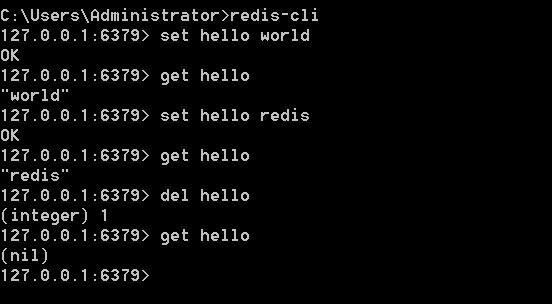 C:\Users\Administrator>redis-cli
127.0.0.1:6379> set hello world
OK
127.0.0.1:6379> get hello
"world"
127.0.0.1:6379> set hello redis
OK
127.0.0.1:6379> get hello
"redis"
127.0.0.1:6379> del hello
(integer) 1
127.0.0.1:6379> get hello
(nil)
127.0.0.1:6379>